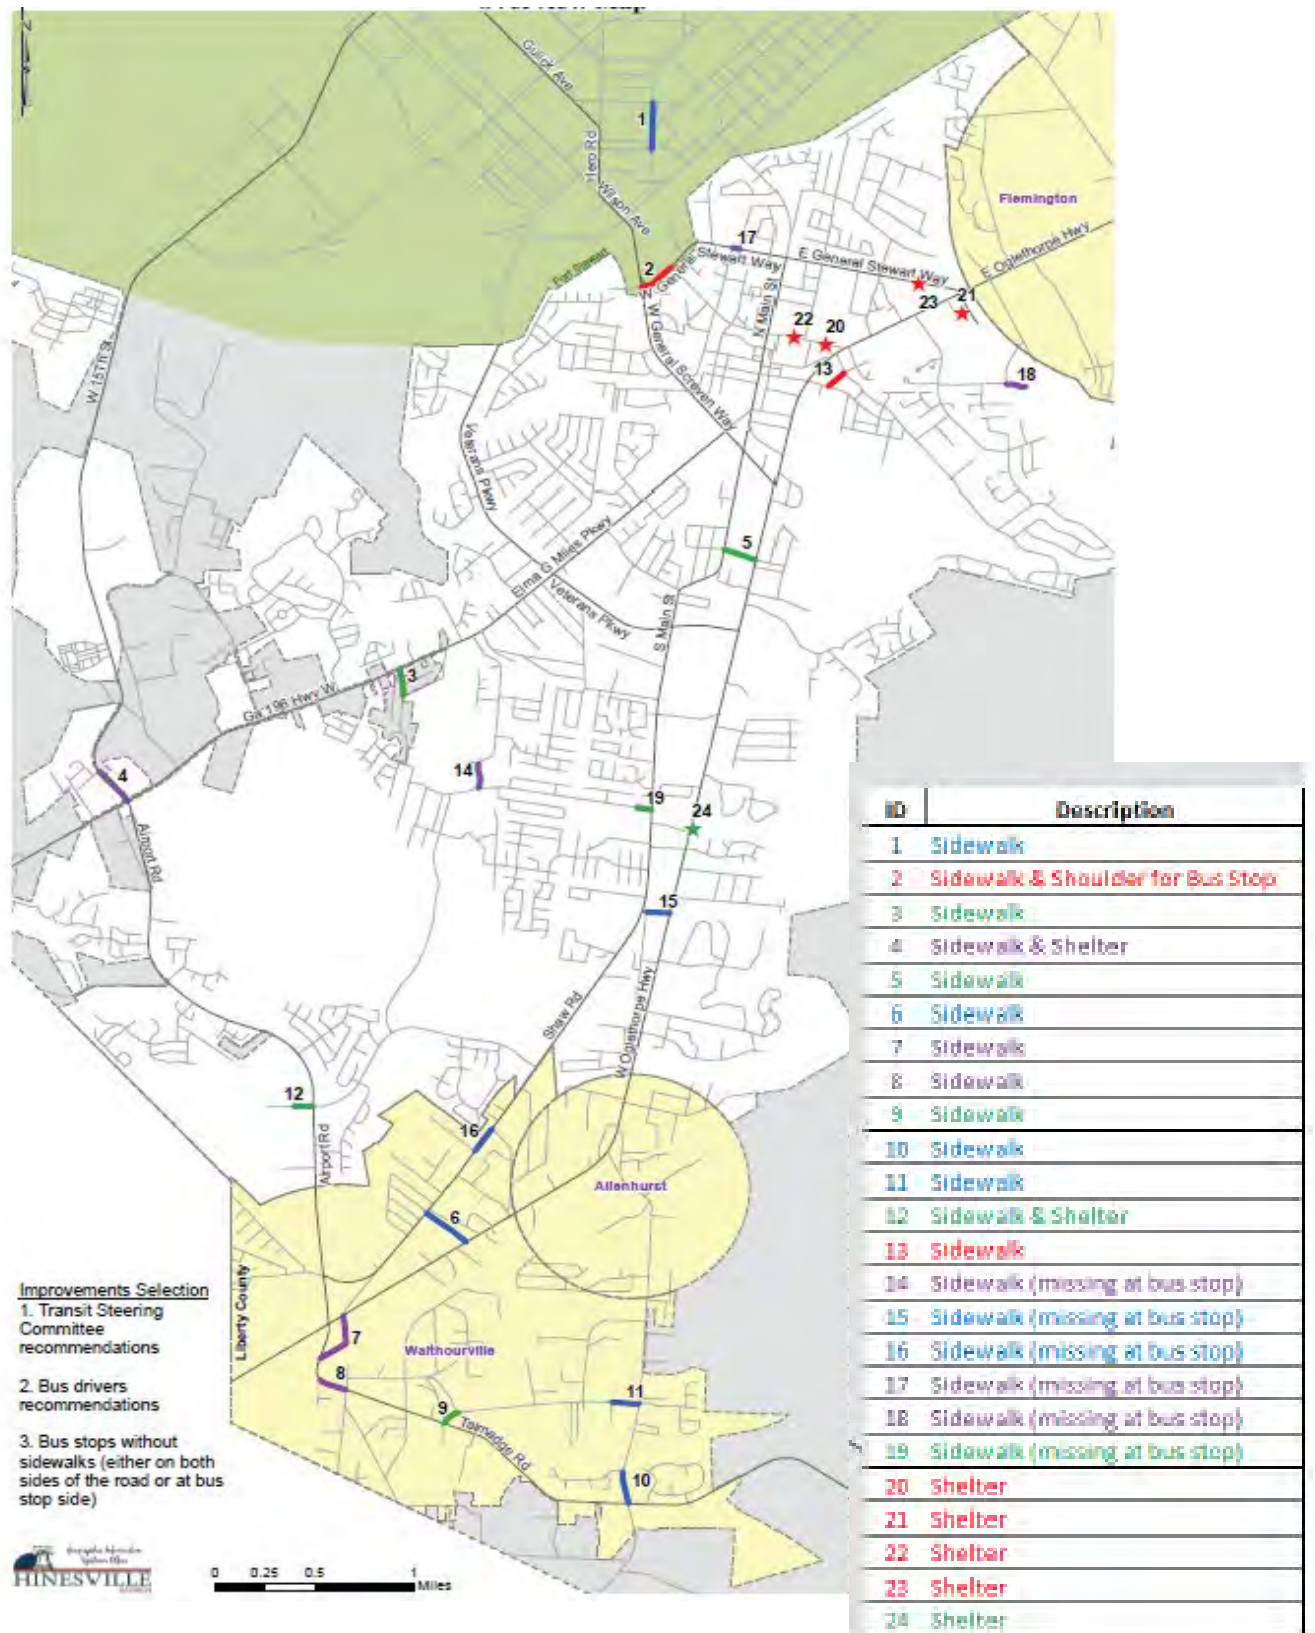 Gulick Ave
1
Hero Rd
Wilson Ave
Flemington
17
E Oglethorpe Hwy
Stewart Way
E General Stewart Way
2
Fort Stewart
W General
N Main St
23
21
22
20
W General Screven Way
13
18
W 15Th St
Veterans Pkwy
5
Elma G Miles Pkwy
Veterans Pkwy
S Main St
3
Ga 196 Hwy W
14
4
19
24
Airport Rd
15
Shaw Rd
W Oglethorpe Hwy
12
16
Airport Rd
Allenhurst
6
Liberty County
7
Walthourville
8
9
11
Talmadge Rd
10
Improvements Selection
1. Transit Steering
Committee
recommendations
2. Bus drivers
recommendations
3. Bus stops without
sidewalks (either on both
sides of the road or at bus
stop side)
HINESVILLE
0 0.25 0.5 1
Miles
ID Description
1 Sidewalk
2 Sidewalk & Shoulder for Bus Stop
3 Sidewalk
4 Sidewalk & Shelter
5 Sidewalk
6 Sidewalk
7 Sidewalk
8 Sidewalk
9 Sidewalk
10 Sidewalk
11 Sidewalk
12 Sidewalk & Shelter
13 Sidewalk
14 Sidewalk (missing at bus stop)
15 Sidewalk (missing at bus stop)
16 Sidewalk (missing at bus stop)
17 Sidewalk (missing at bus stop)
18 Sidewalk (missing at bus stop)
19 Sidewalk (missing at bus stop)
20 Shelter
21 Shelter
22 Shelter
23 Shelter
24 Shelter